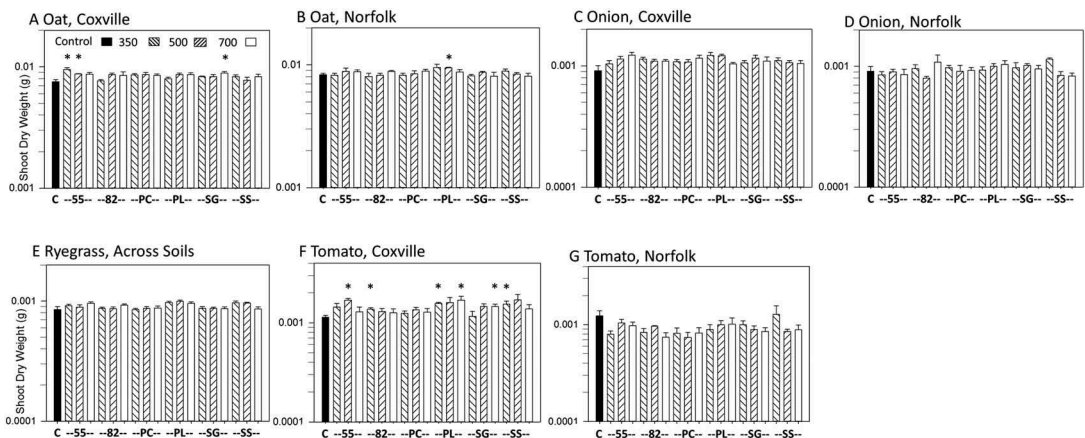 A Oat, Coxville
Control 350 500 700
* * *
0.01
0.001
Shoot Dry Weight (g)
C --55-- --82-- --PC-- --PL-- --SG-- --SS--
B Oat, Norfolk
*
0.01
0.001
C --55-- --82-- --PC-- --PL-- --SG-- --SS--
C Onion, Coxville
0.001
0.0001
C --55-- --82-- --PC-- --PL-- --SG-- --SS--
D Onion, Norfolk
0.001
0.0001
C --55-- --82-- --PC-- --PL-- --SG-- --SS--
E Ryegrass, Across Soils
0.001
0.0001
Shoot Dry Weight (g)
C --55-- --82-- --PC-- --PL-- --SG-- --SS--
F Tomato, Coxville
* * * * * *
0.001
0.0001
C --55-- --82-- --PC-- --PL-- --SG-- --SS--
G Tomato, Norfolk
0.001
0.0001
C --55-- --82-- --PC-- --PL-- --SG-- --SS--